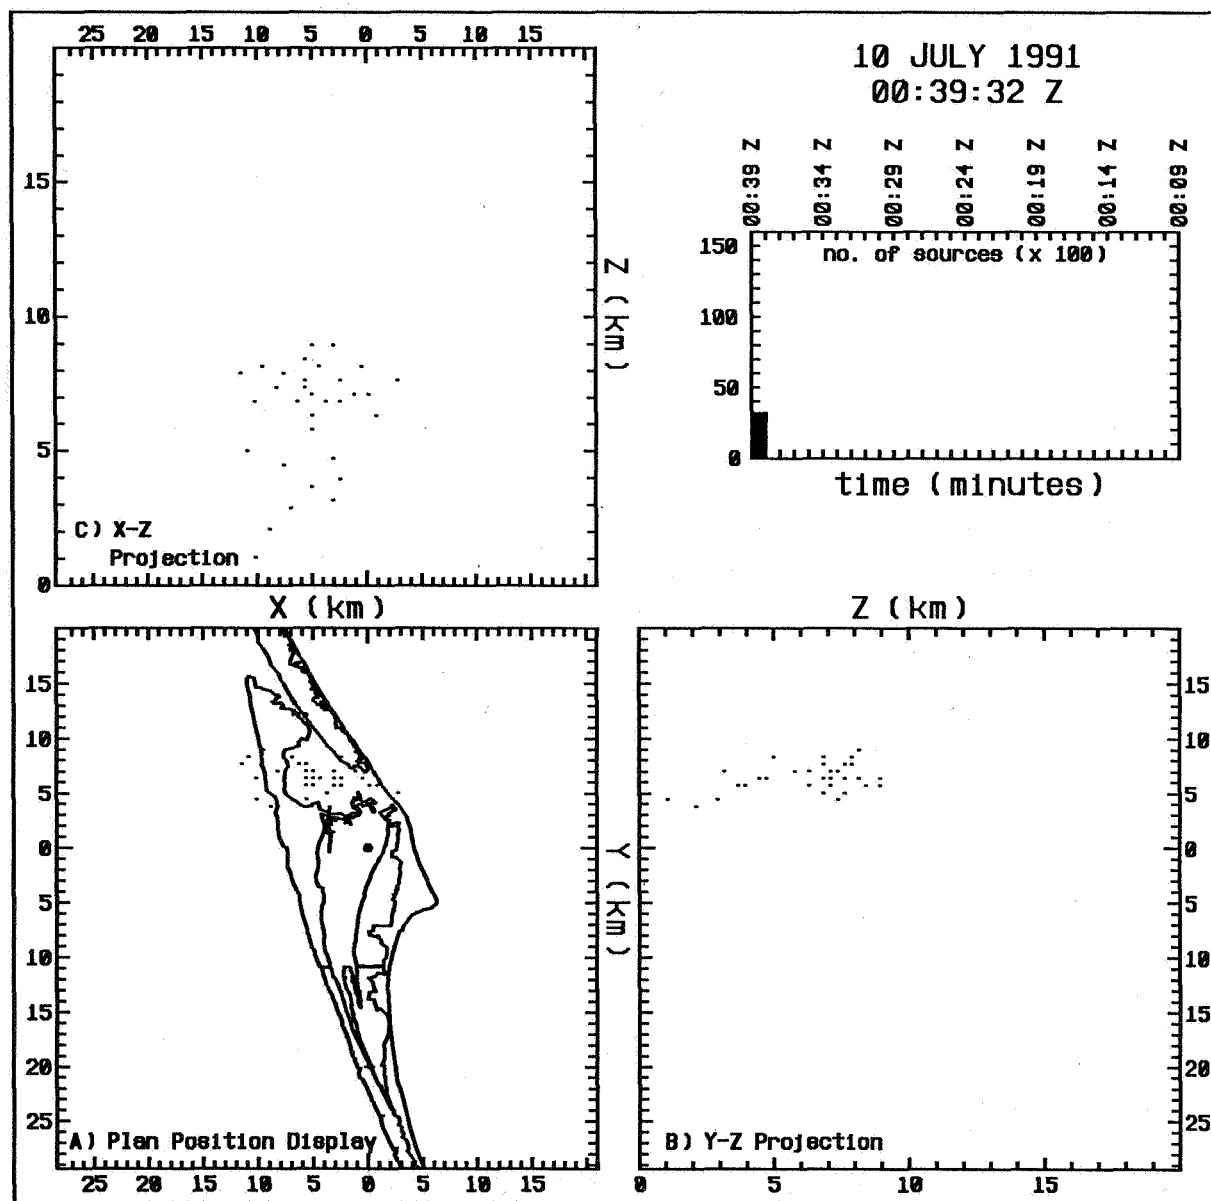 25 20 15 10 5 0 5 10 15
10 JULY 1991
00:39:32 Z
00:39 Z 00:34 Z 00:29 Z 00:24 Z 00:19 Z 00:14 Z 00:09 Z
no. of sources (x 100)
150
100
50
0
time (minutes)
15
10
5
0
Z (km)
C) X-Z
Projection
X (km)
Z (km)
15
10
5
0
5
10
15
20
25
Y (km)
15
10
5
0
5
10
15
20
25
A) Plan Position Display
B) Y-Z Projection
25 20 15 10 5 0 5 10 15
0 5 10 15